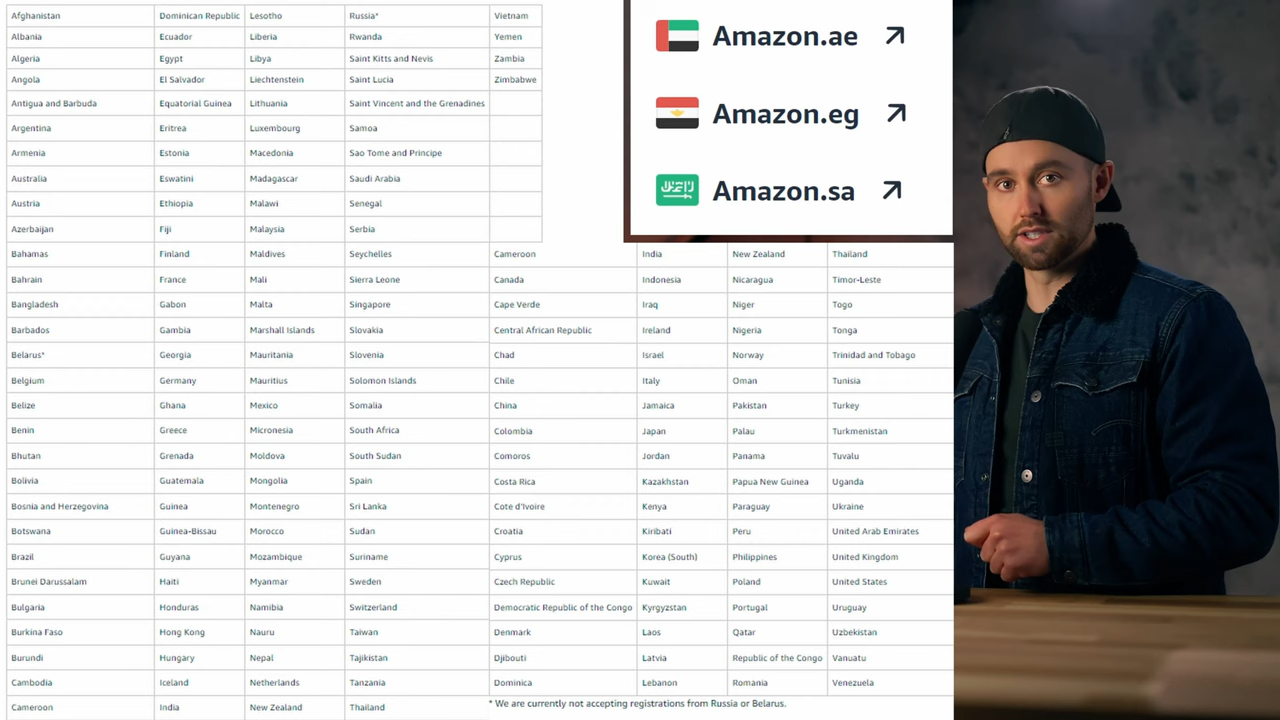 Afghanistan Dominican Republic Lesotho Russia* Vietnam
Albania Ecuador Liberia Rwanda Yemen
Algeria Egypt Libya Saint Kitts and Nevis Zambia
Angola El Salvador Liechtenstein Saint Lucia Zimbabwe
Antigua and Barbuda Equatorial Guinea Lithuania Saint Vincent and the Grenadines
Argentina Eritrea Luxembourg Samoa
Armenia Estonia Macedonia Sao Tome and Principe
Australia Eswatini Madagascar Saudi Arabia
Austria Ethiopia Malawi Senegal
Azerbaijan Fiji Malaysia Serbia
Amazon.ae
Amazon.eg
Amazon.sa
Bahamas Finland Maldives Seychelles Cameroon India New Zealand Thailand
Bahrain France Mali Sierra Leone Canada Indonesia Nicaragua Timor-Leste
Bangladesh Gabon Malta Singapore Cape Verde Iraq Niger Togo
Barbados Gambia Marshall Islands Slovakia Central African Republic Ireland Nigeria Tonga
Belarus* Georgia Mauritania Slovenia Chad Israel Norway Trinidad and Tobago
Belgium Germany Mauritius Solomon Islands Chile Italy Oman Tunisia
Belize Ghana Mexico Somalia China Jamaica Pakistan Turkey
Benin Greece Micronesia South Africa Colombia Japan Palau Turkmenistan
Bhutan Grenada Moldova South Sudan Comoros Jordan Panama Tuvalu
Bolivia Guatemala Mongolia Spain Costa Rica Kazakhstan Papua New Guinea Uganda
Bosnia and Herzegovina Guinea Montenegro Sri Lanka Cote d'Ivoire Kenya Paraguay Ukraine
Botswana Guinea-Bissau Morocco Sudan Croatia Kiribati Peru United Arab Emirates
Brazil Guyana Mozambique Suriname Cyprus Korea (South) Philippines United Kingdom
Brunei Darussalam Haiti Myanmar Sweden Czech Republic Kuwait Poland United States
Bulgaria Honduras Namibia Switzerland Democratic Republic of the Congo Kyrgyzstan Portugal Uruguay
Burkina Faso Hong Kong Nauru Taiwan Denmark Laos Qatar Uzbekistan
Burundi Hungary Nepal Tajikistan Djibouti Latvia Republic of the Congo Vanuatu
Cambodia Iceland Netherlands Tanzania Dominica Lebanon Romania Venezuela
Cameroon India New Zealand Thailand
* We are currently not accepting registrations from Russia or Belarus.